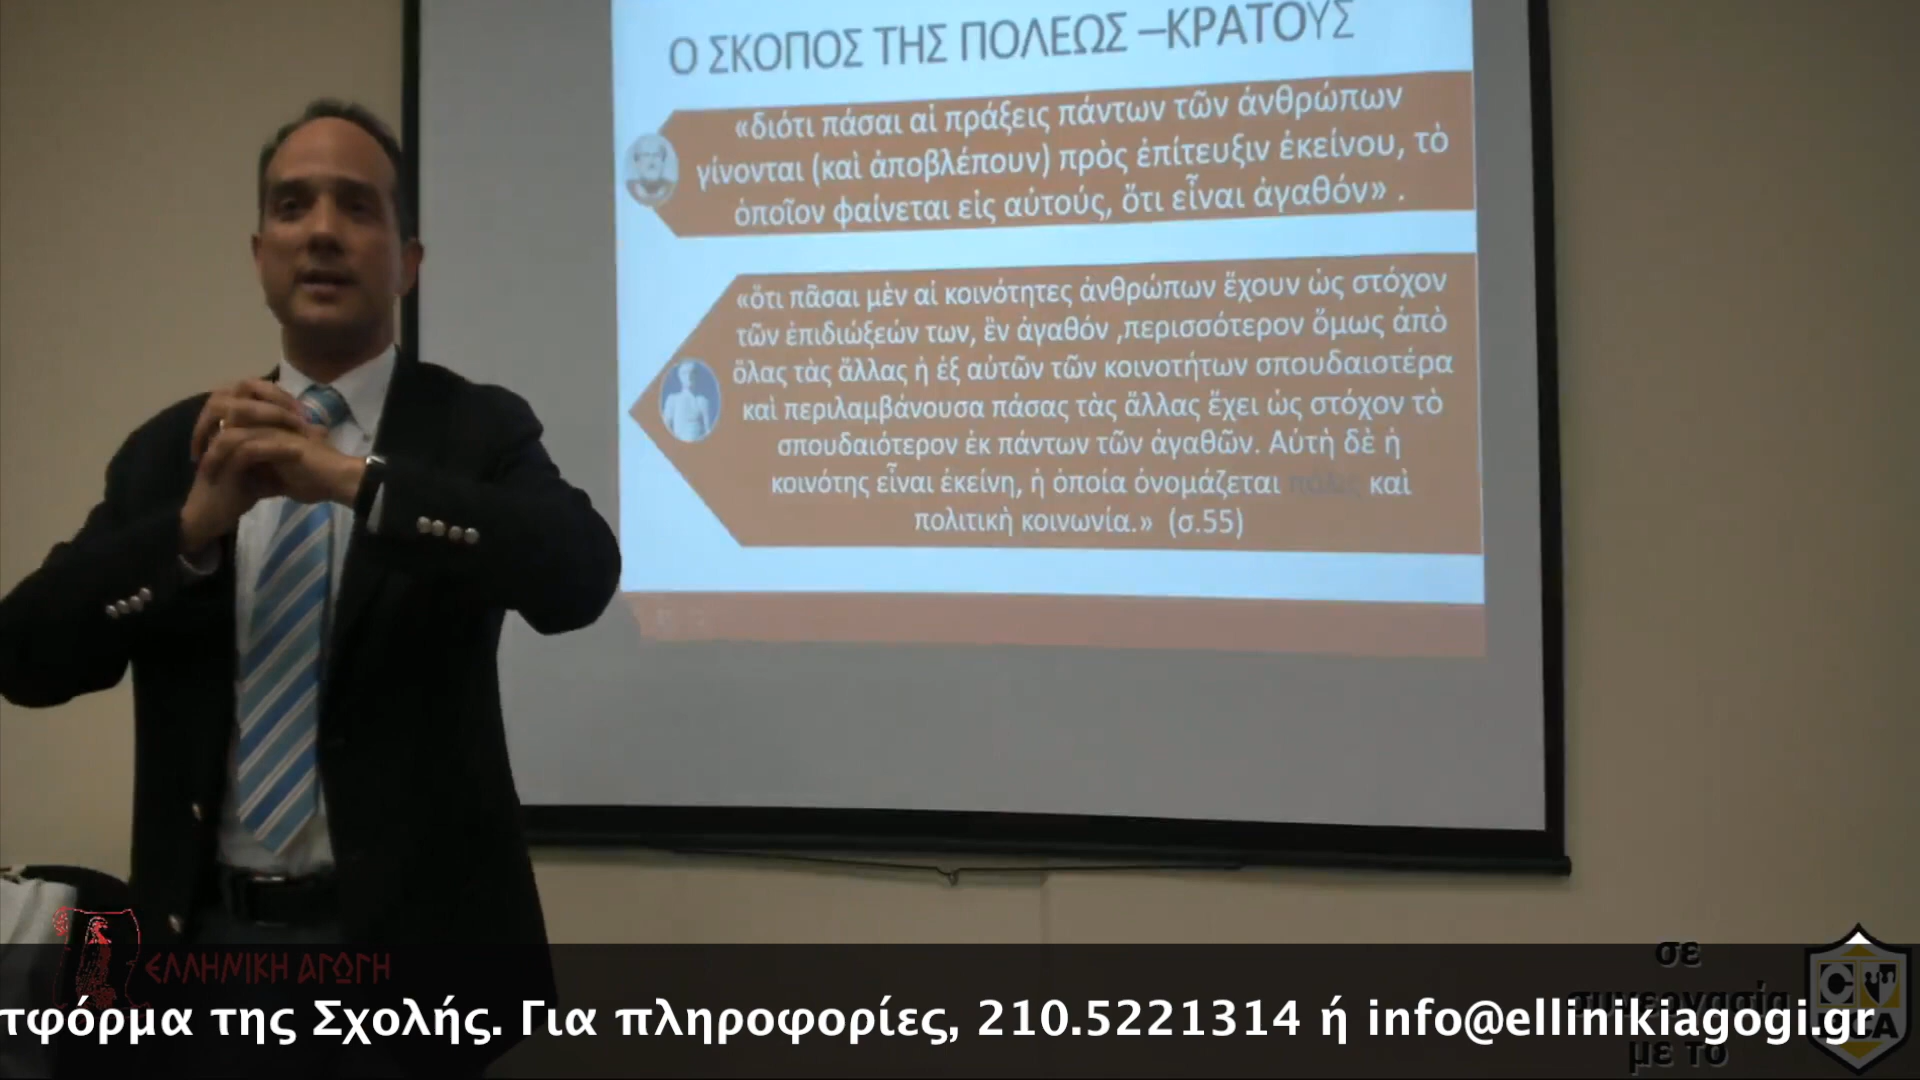 Ο ΣΚΟΠΟΣ ΤΗΣ ΠΟΛΕΩΣ –ΚΡΑΤΟΥΣ
«διότι πάσαι αἱ πράξεις πάντων τῶν ἀνθρώπων
γίνονται (καὶ ἀποβλέπουν) πρὸς ἐπίτευξιν ἐκείνου, τὸ
ὁποῖον φαίνεται εἰς αὐτούς, ὅτι εἶναι ἀγαθόν» .
«ὅτι πᾶσαι μὲν αἱ κοινότητες ἀνθρώπων ἔχουν ὡς στόχον
τῶν ἐπιδιώξεών των, ἓν ἀγαθόν ,περισσότερον ὅμως ἀπὸ
ὅλας τὰς ἄλλας ἡ ἐξ αὐτῶν τῶν κοινοτήτων σπουδαιοτέρα
καὶ περιλαμβάνουσα πάσας τὰς ἄλλας ἔχει ὡς στόχον τὸ
σπουδαιότερον ἐκ πάντων τῶν ἀγαθῶν. Αὐτὴ δὲ ἡ
κοινότης εἶναι ἐκείνη, ἡ ὁποία ὀνομάζεται πόλις καὶ
πολιτικὴ κοινωνία.» (σ.55)
ΕΛΛΗΝΙΚΗ ΑΓΩΓΗ
σε
συνεργασία
με το
τφόρμα της Σχολής. Για πληροφορίες, 210.5221314 ή info@ellinikiagogi.gr